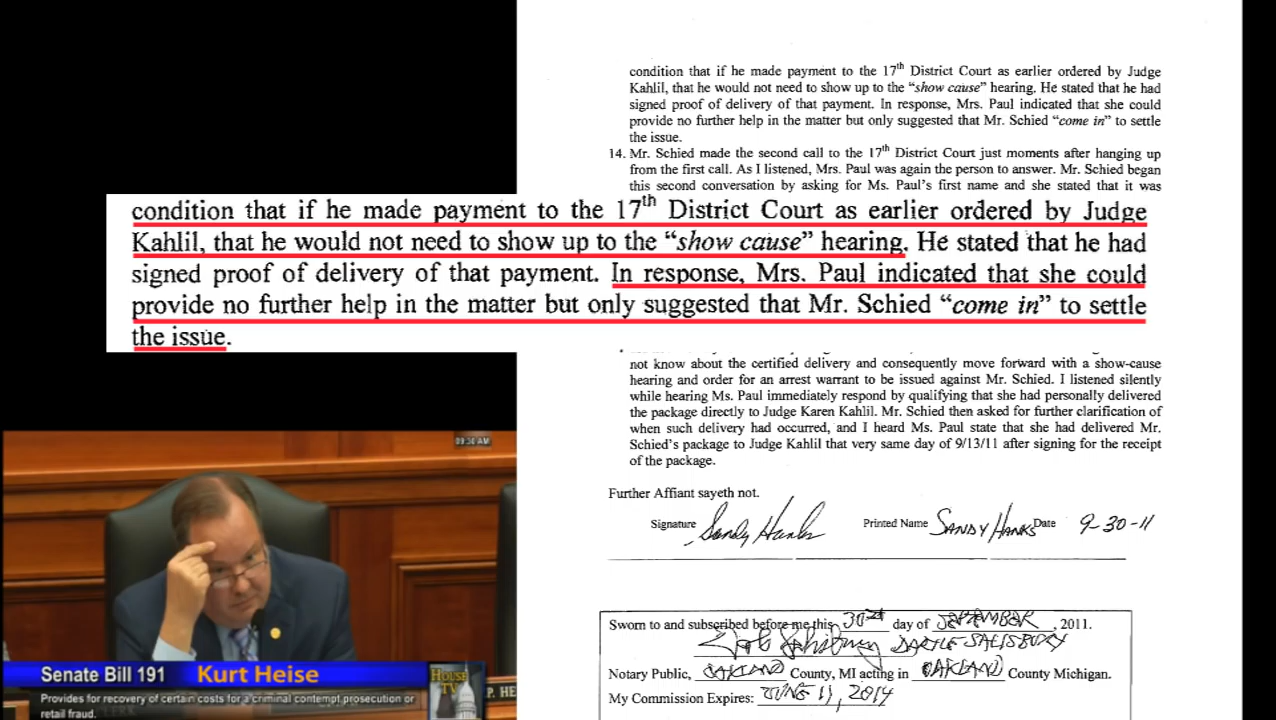 condition that if he made payment to the 17th District Court as earlier ordered by Judge
Kahlil, that he would not need to show up to the “show cause” hearing. He stated that he had
signed proof of delivery of that payment. In response, Mrs. Paul indicated that she could
provide no further help in the matter but only suggested that Mr. Schied “come in” to settle
the issue.
14. Mr. Schied made the second call to the 17th District Court just moments after hanging up
from the first call. As I listened, Mrs. Paul was again the person to answer. Mr. Schied began
this second conversation by asking for Ms. Paul’s first name and she stated that it was
condition that if he made payment to the 17th District Court as earlier ordered by Judge
Kahlil, that he would not need to show up to the “show cause” hearing. He stated that he had
signed proof of delivery of that payment. In response, Mrs. Paul indicated that she could
provide no further help in the matter but only suggested that Mr. Schied “come in” to settle
the issue.
not know about the certified delivery and consequently move forward with a show-cause
hearing and order for an arrest warrant to be issued against Mr. Schied. I listened silently
while hearing Ms. Paul immediately respond by qualifying that she had personally delivered
the package directly to Judge Karen Kahlil. Mr. Schied then asked for further clarification of
when such delivery had occurred, and I heard Ms. Paul state that she had delivered Mr.
Schied’s package to Judge Kahlil that very same day of 9/13/11 after signing for the receipt
of the package.
Further Affiant sayeth not.
Signature Sandy Hanks Printed Name SANDY HANKS Date 9-30-11
Sworn to and subscribed before me this 30th day of SEPTEMBER, 2011.
SALISBURY
Notary Public, OAKLAND County, MI acting in OAKLAND County Michigan.
My Commission Expires: JUNE 11, 2014
09:30 AM
Senate Bill 191 Kurt Heise
HOUSE TV
P. HE
Provides for recovery of certain costs for a criminal contempt prosecution or
retail fraud.